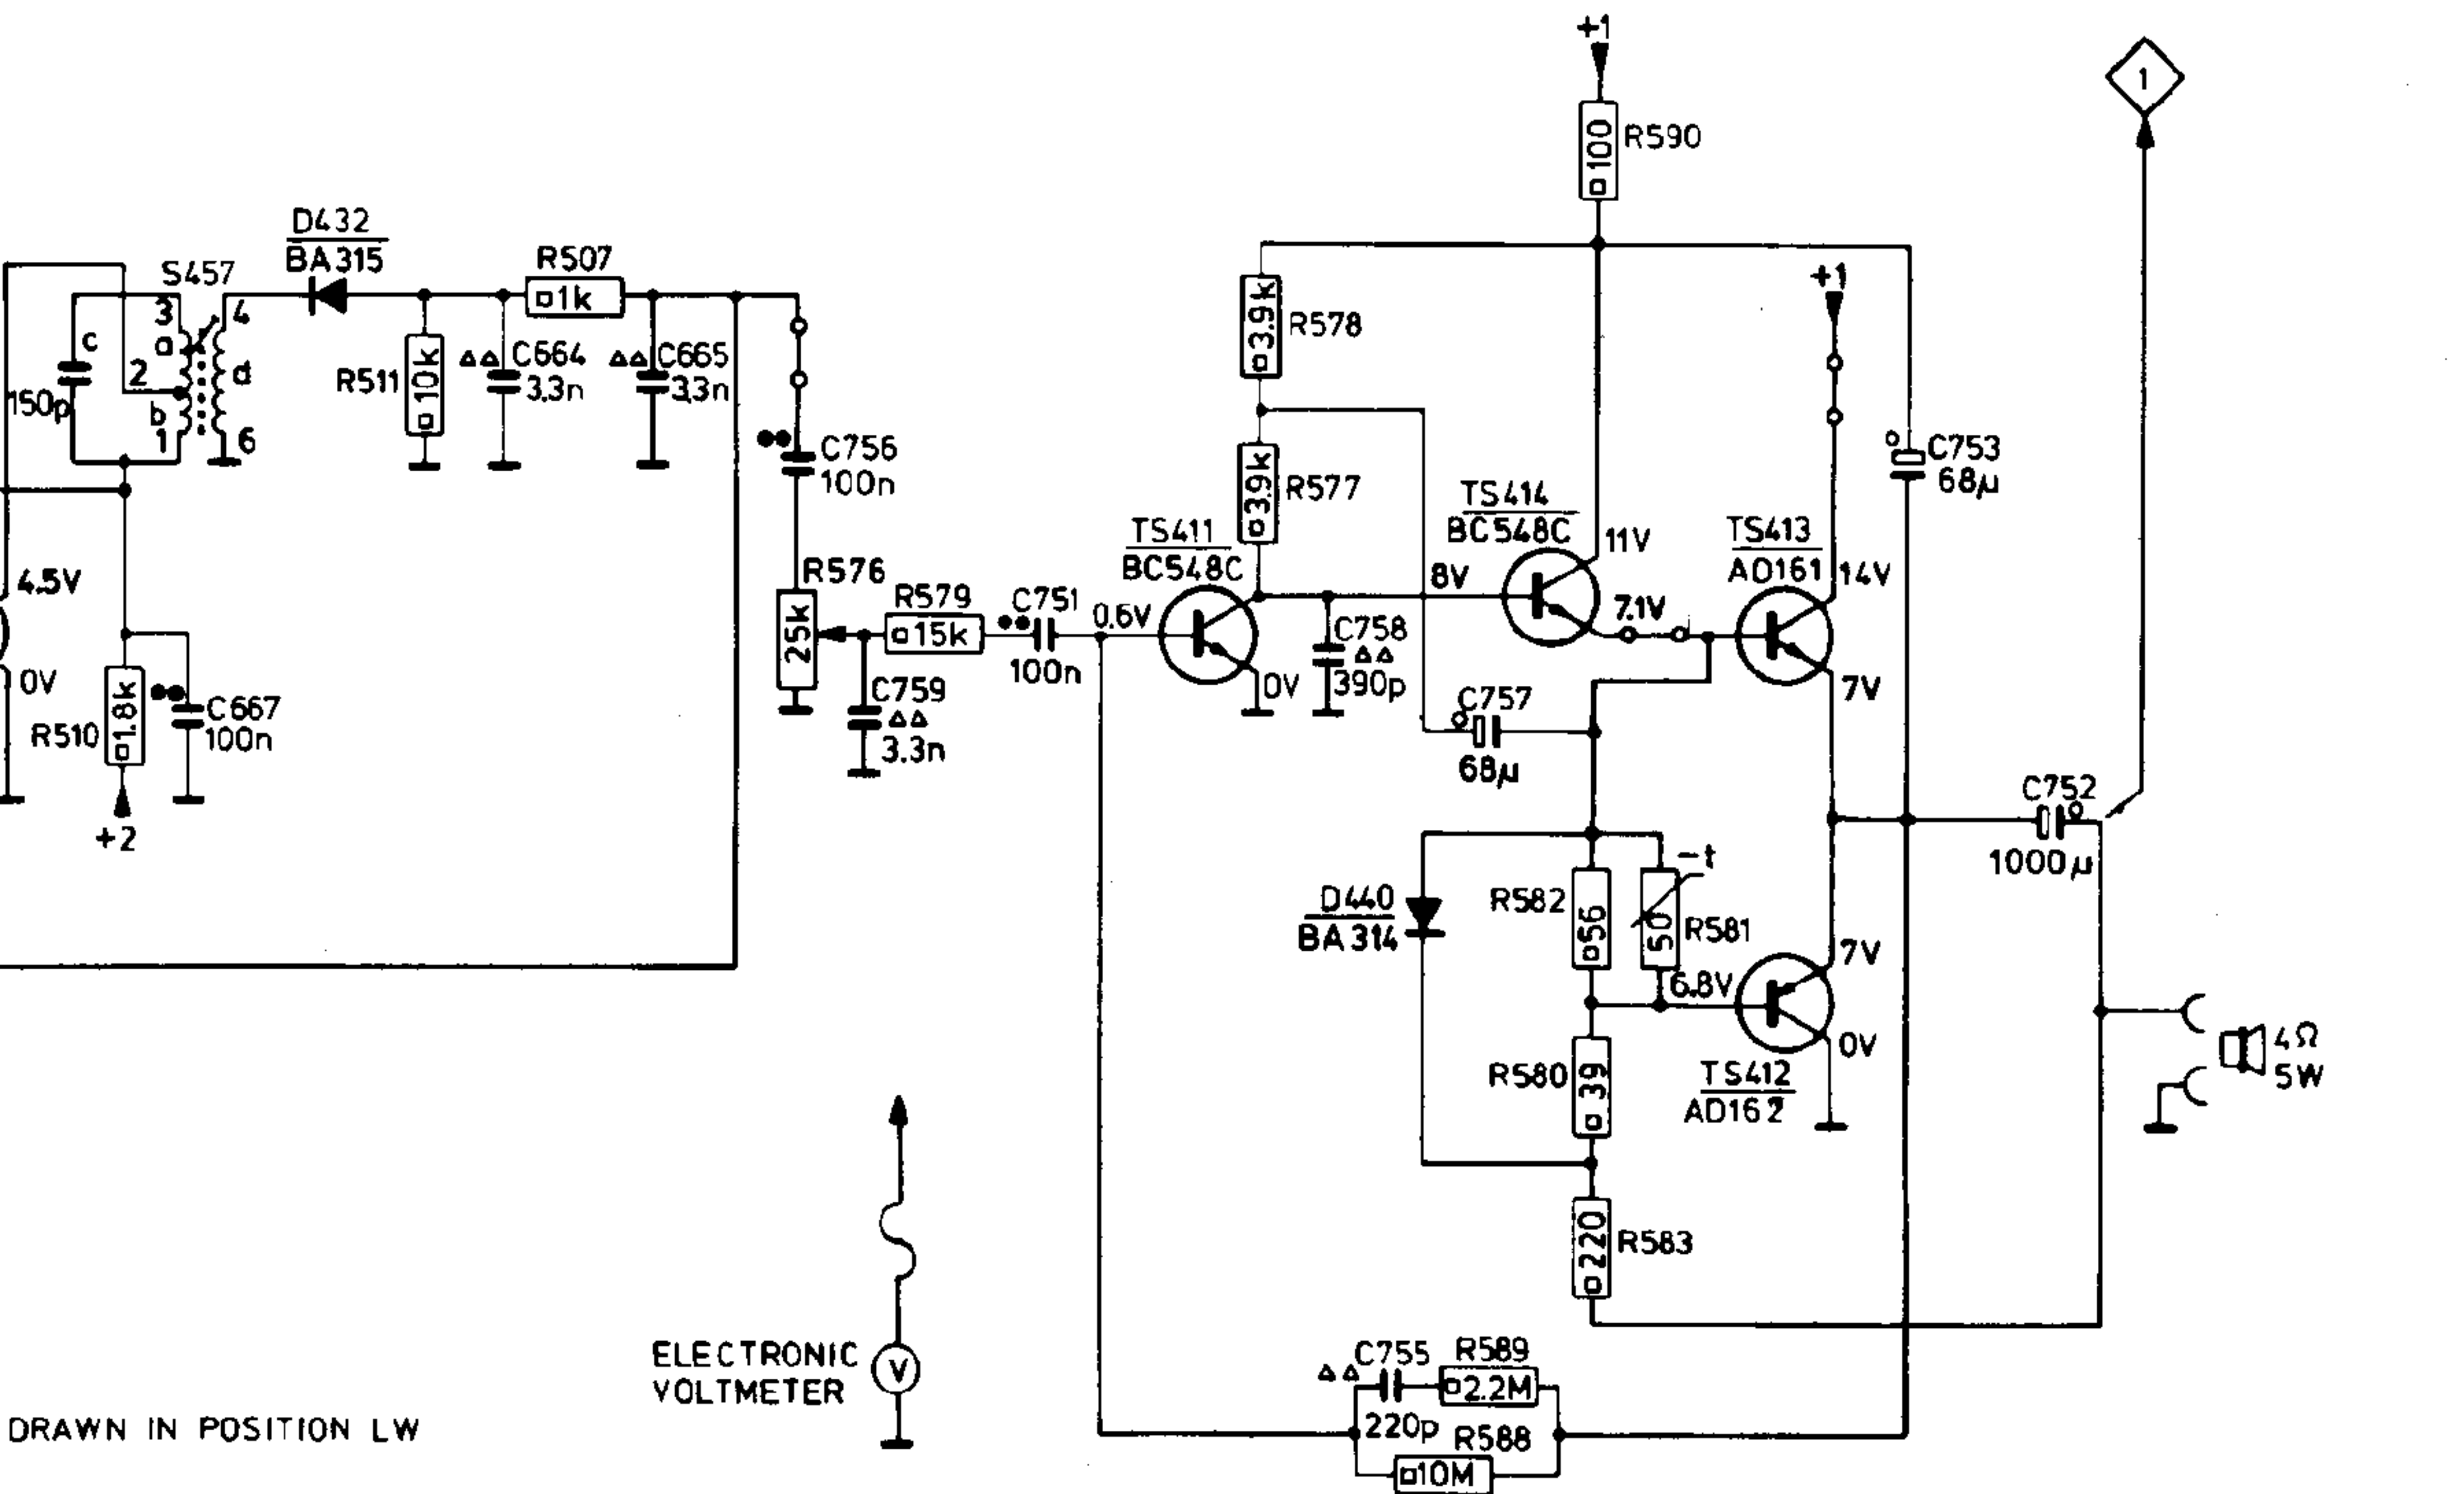 +1
1
100
R590
D432
BA315
S457
R507
1k
3
4
a
c
2
d
150p
b
1
6
R511
10k
C664
3.3n
C665
3.3n
3.9k
R578
+1
C756
100n
3.9k
R577
C753
68µ
TS411
BC548C
TS414
BC548C
11V
TS413
AD161
14V
8V
7.1V
4.5V
0V
R576
25k
R579
15k
C751
100n
0.6V
0V
C758
390p
7V
C759
3.3n
C757
68µ
R510
1.8k
C667
100n
+2
C752
1000µ
-t
D440
BA314
R582
56
50
R581
7V
6.8V
0V
R580
39
TS412
AD162
4Ω
5W
220
R583
ELECTRONIC
VOLTMETER
V
C755
220p
R589
2.2M
R588
10M
DRAWN IN POSITION LW